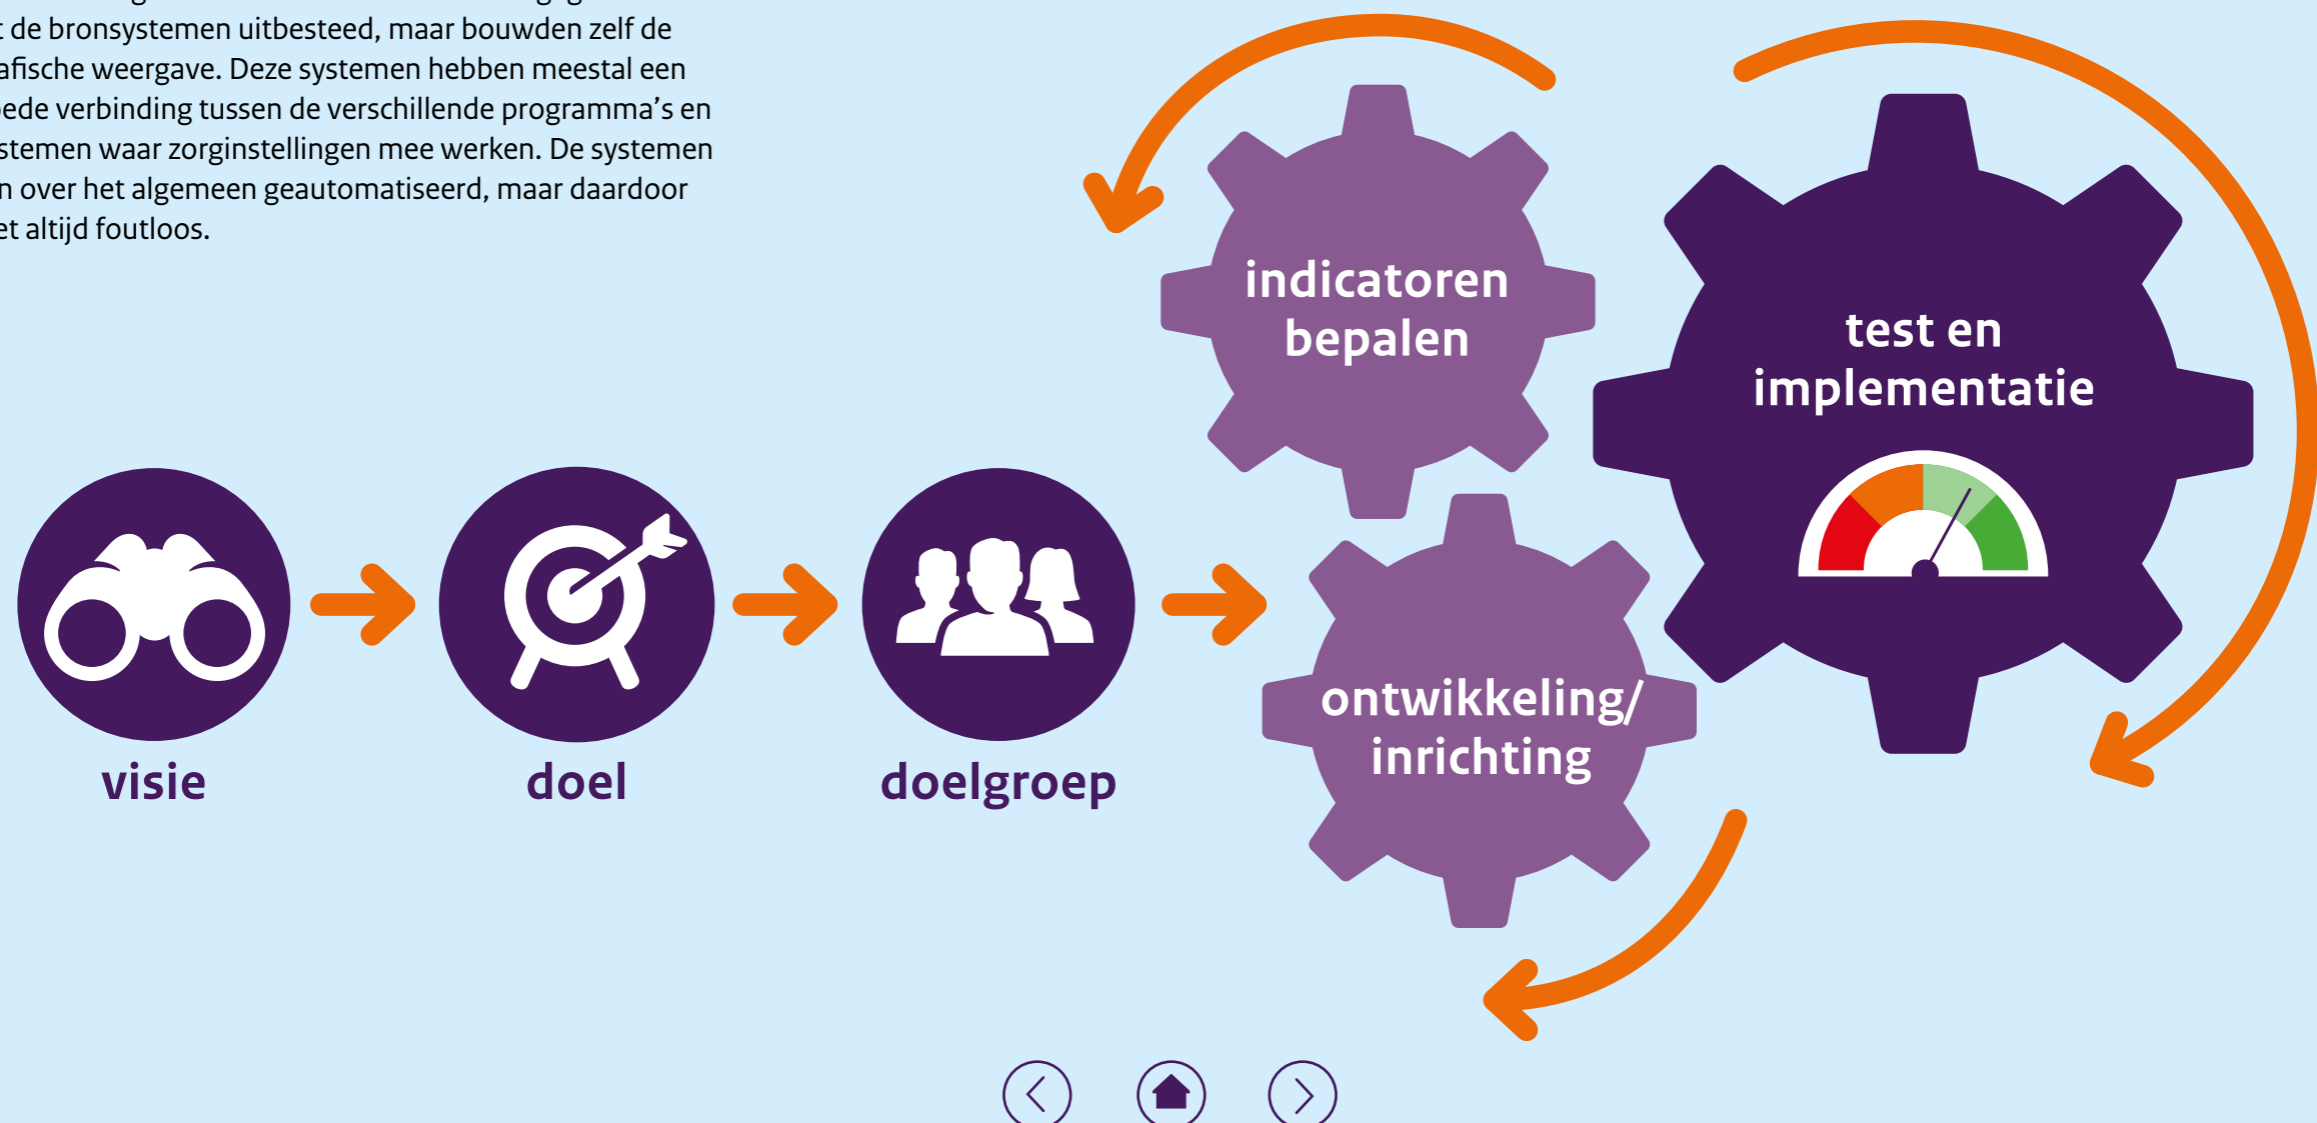 de bronsystemen uitbesteed, maar bouwden zelf de
afische weergave. Deze systemen hebben meestal een
ede verbinding tussen de verschillende programma's en
stemen waar zorginstellingen mee werken. De systemen
n over het algemeen geautomatiseerd, maar daardoor
et altijd foutloos.
indicatoren
bepalen
test en
implementatie
ontwikkeling/
inrichting
visie
doel
doelgroep